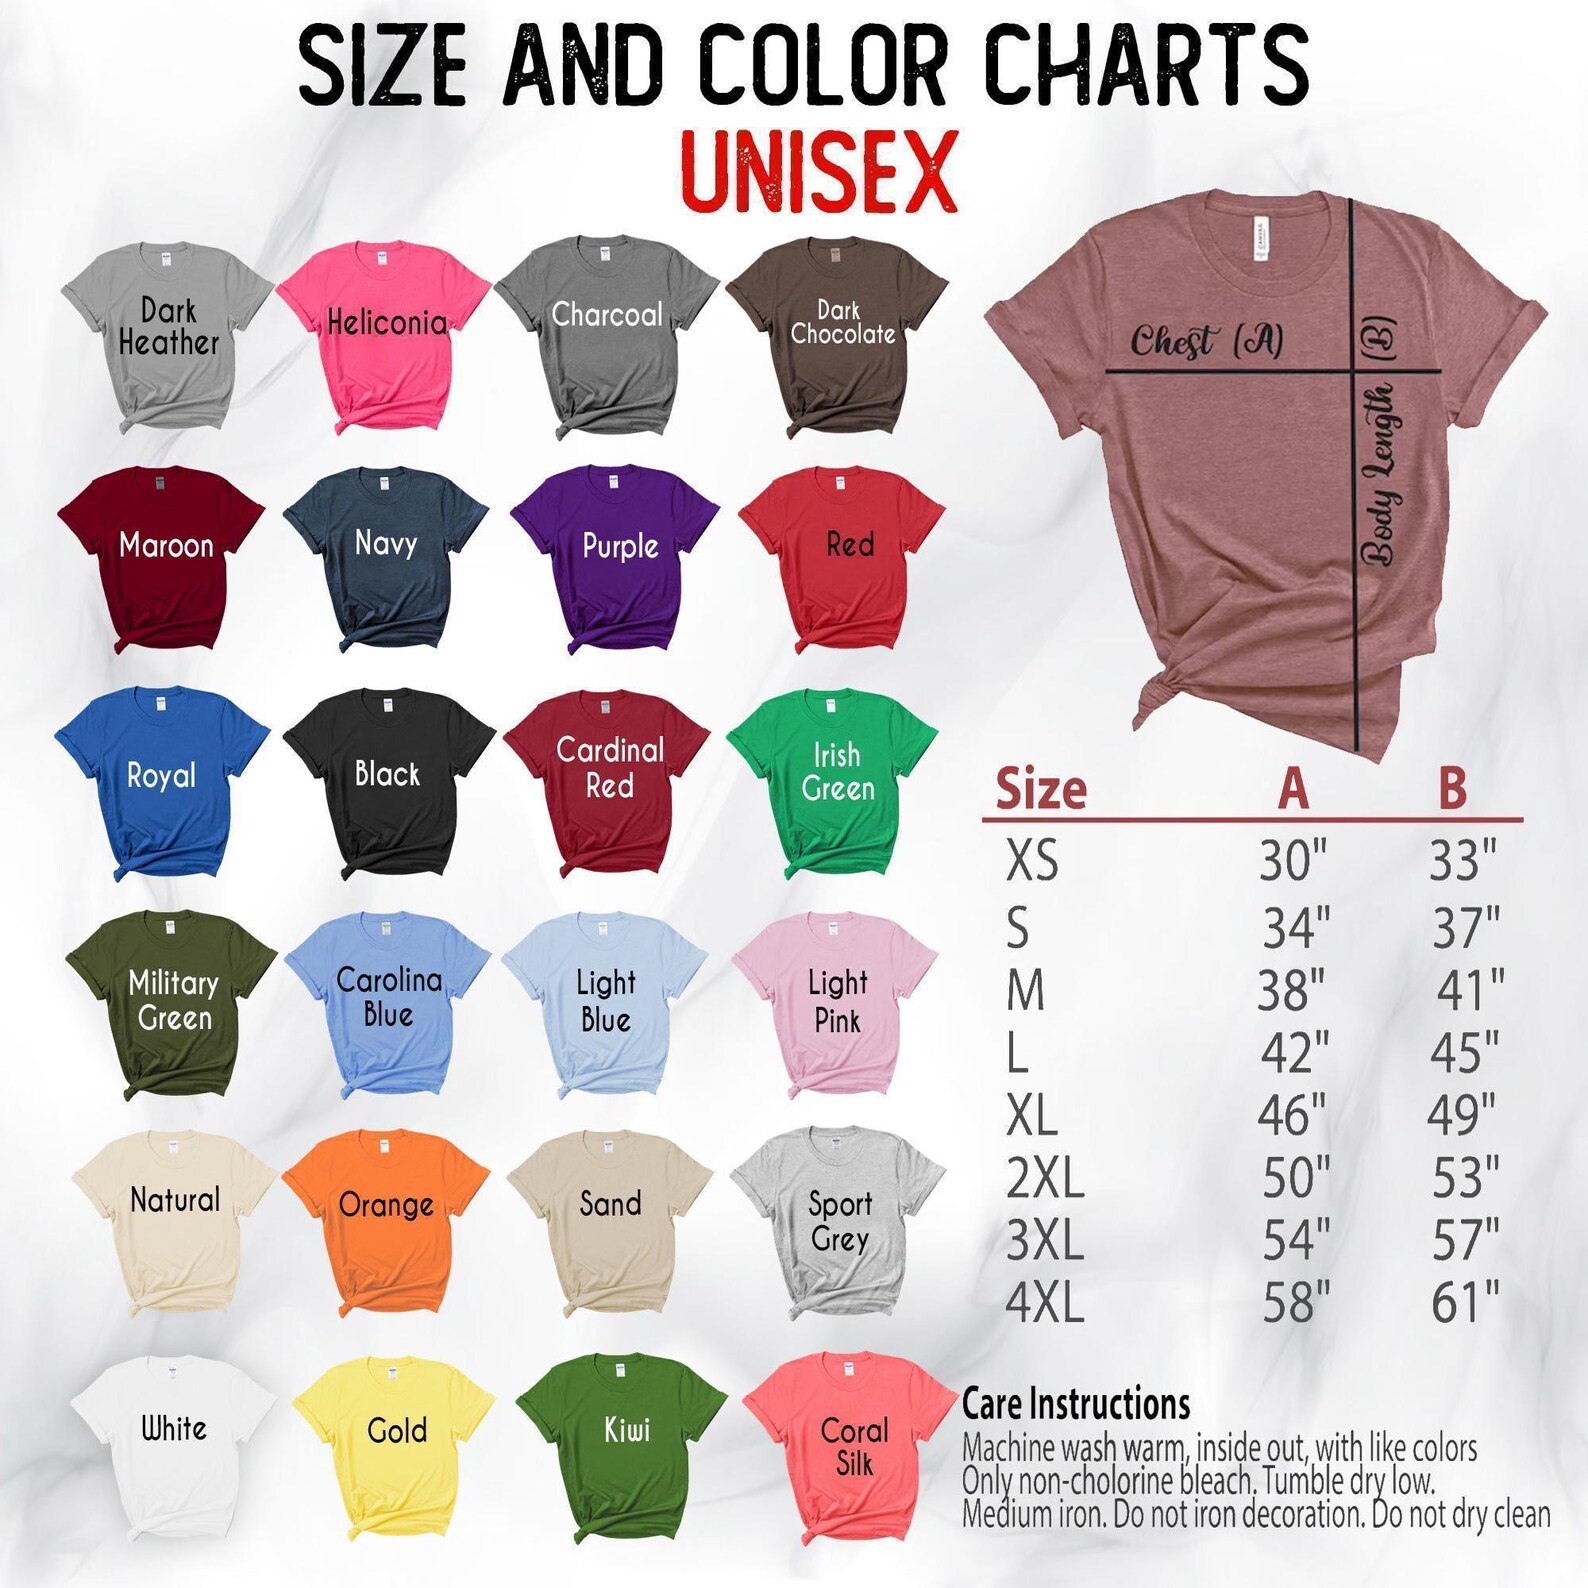 SIZE AND COLOR CHARTS
UNISEX
Dark
Heather
Heliconia
Charcoal
Dark
Chocolate
Maroon
Navy
Purple
Red
Royal
Black
Cardinal
Red
Irish
Green
Military
Green
Carolina
Blue
Light
Blue
Light
Pink
Natural
Orange
Sand
Sport
Grey
White
Gold
Kiwi
Coral
Silk
CANVAS
Chest (A)
Body Length (B)
Size A B
XS 30" 33"
S 34" 37"
M 38" 41"
L 42" 45"
XL 46" 49"
2XL 50" 53"
3XL 54" 57"
4XL 58" 61"
Care Instructions
Machine wash warm, inside out, with like colors
Only non-cholorine bleach. Tumble dry low.
Medium iron. Do not iron decoration. Do not dry clean